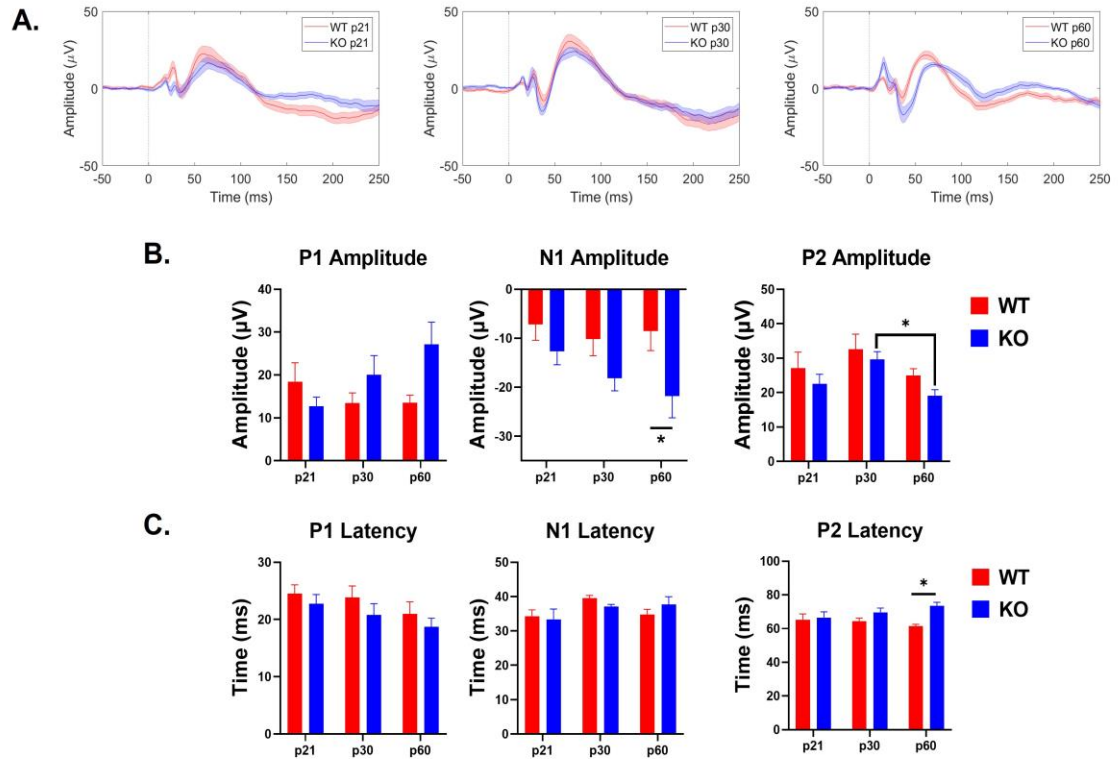 A.
50
0
-50
Amplitude (μV)
-50 0 50 100 150 200 250
Time (ms)
WT p21
KO p21
50
0
-50
Amplitude (μV)
-50 0 50 100 150 200 250
Time (ms)
WT p30
KO p30
50
0
-50
Amplitude (μV)
-50 0 50 100 150 200 250
Time (ms)
WT p60
KO p60
B.
P1 Amplitude
Amplitude (µV)
40
30
20
10
0
p21 p30 p60
N1 Amplitude
Amplitude (µV)
0
-10
-20
-30
*
p21 p30 p60
P2 Amplitude
Amplitude (µV)
50
40
30
20
10
0
*
p21 p30 p60
WT
KO
C.
P1 Latency
Time (ms)
30
20
10
0
p21 p30 p60
N1 Latency
Time (ms)
50
40
30
20
10
0
p21 p30 p60
P2 Latency
Time (ms)
100
80
60
40
20
0
*
p21 p30 p60
WT
KO